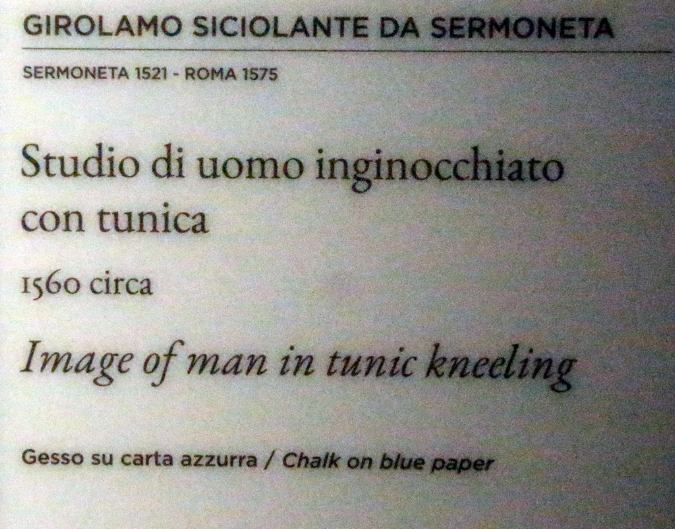 GIROLAMO SICIOLANTE DA SERMONETA
SERMONETA 1521 - ROMA 1575
Studio di uomo inginocchiato
con tunica
1560 circa
Image of man in tunic kneeling
Gesso su carta azzurra / Chalk on blue paper